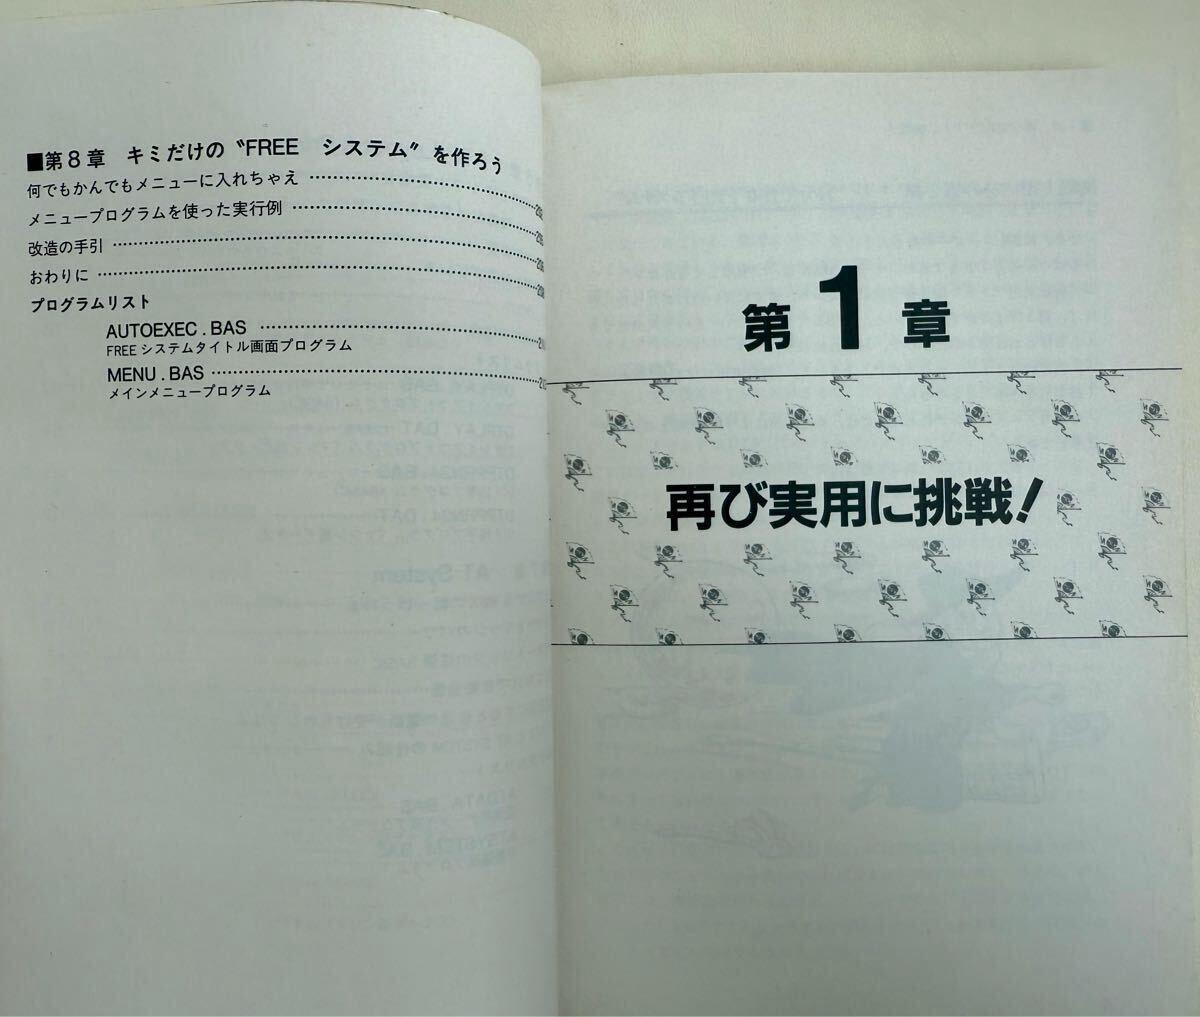 ■第8章 キミだけの〝FREE システム〟を作ろう
何でもかんでもメニューに入れちゃえ
メニュープログラムを使った実行例
改造の手引
おわりに
プログラムリスト
AUTOEXEC.BAS
FREEシステムタイトル画面プログラム
MENU.BAS
メインメニュープログラム
第1章
再び実用に挑戦!